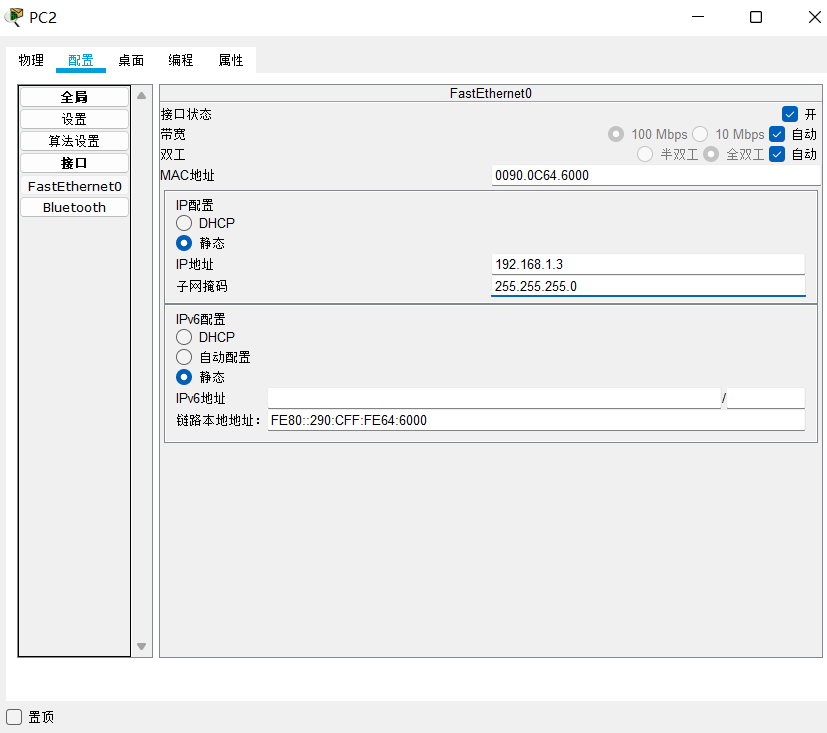 PC2
物理 配置 桌面 编程 属性
全局
设置
算法设置
接口
FastEthernet0
Bluetooth
FastEthernet0
接口状态 开
带宽 100 Mbps 10 Mbps 自动
双工 半双工 全双工 自动
MAC地址 0090.0C64.6000
IP配置
DHCP
静态
IP地址 192.168.1.3
子网掩码 255.255.255.0
IPv6配置
DHCP
自动配置
静态
IPv6地址 /
链路本地地址: FE80::290:CFF:FE64:6000
置顶